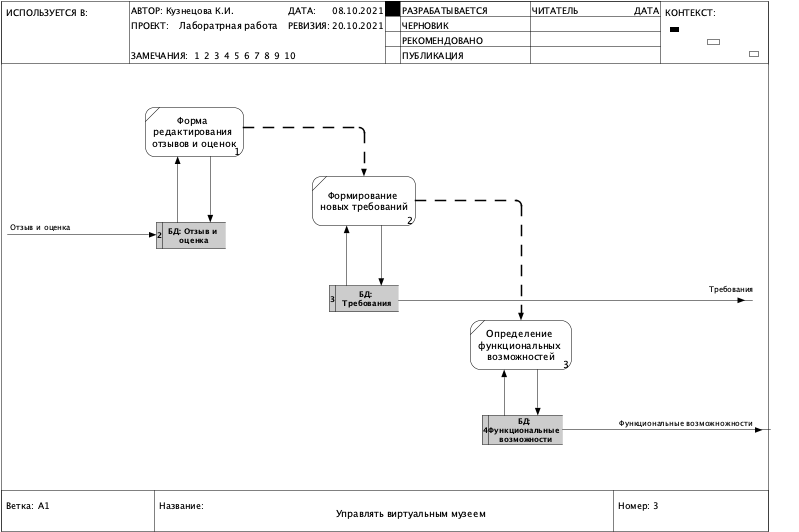 ИСПОЛЬЗУЕТСЯ В:
АВТОР: Кузнецова К.И.
ДАТА: 08.10.2021
РАЗРАБАТЫВАЕТСЯ
ЧИТАТЕЛЬ
ДАТА
КОНТЕКСТ:
ПРОЕКТ: Лаборатрная работа
РЕВИЗИЯ: 20.10.2021
ЧЕРНОВИК
РЕКОМЕНДОВАНО
ЗАМЕЧАНИЯ: 1 2 3 4 5 6 7 8 9 10
ПУБЛИКАЦИЯ
Форма
редактирования
отзывов и оценок
1
Формирование
новых требований
2
Отзыв и оценка
2
БД: Отзыв и
оценка
3
БД:
Требования
Требования
Определение
функциональных
возможностей
3
4
БД:
Функциональные
возможности
Функциональные возможножности
Ветка: A1
Название:
Управлять виртуальным музеем
Номер: 3